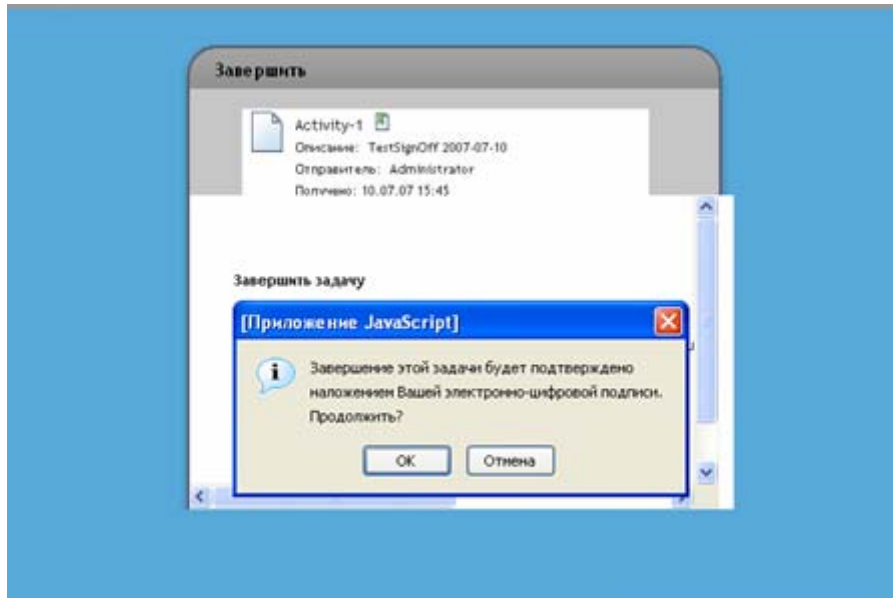 Завершить
Activity-1
Описание: TestSignOff 2007-07-10
Отправитель: Administrator
Получено: 10.07.07 15:45
Завершить задачу
[Приложение JavaScript]
Завершение этой задачи будет подтверждено
наложением Вашей электронно-цифровой подписи.
Продолжить?
ОК
Отмена